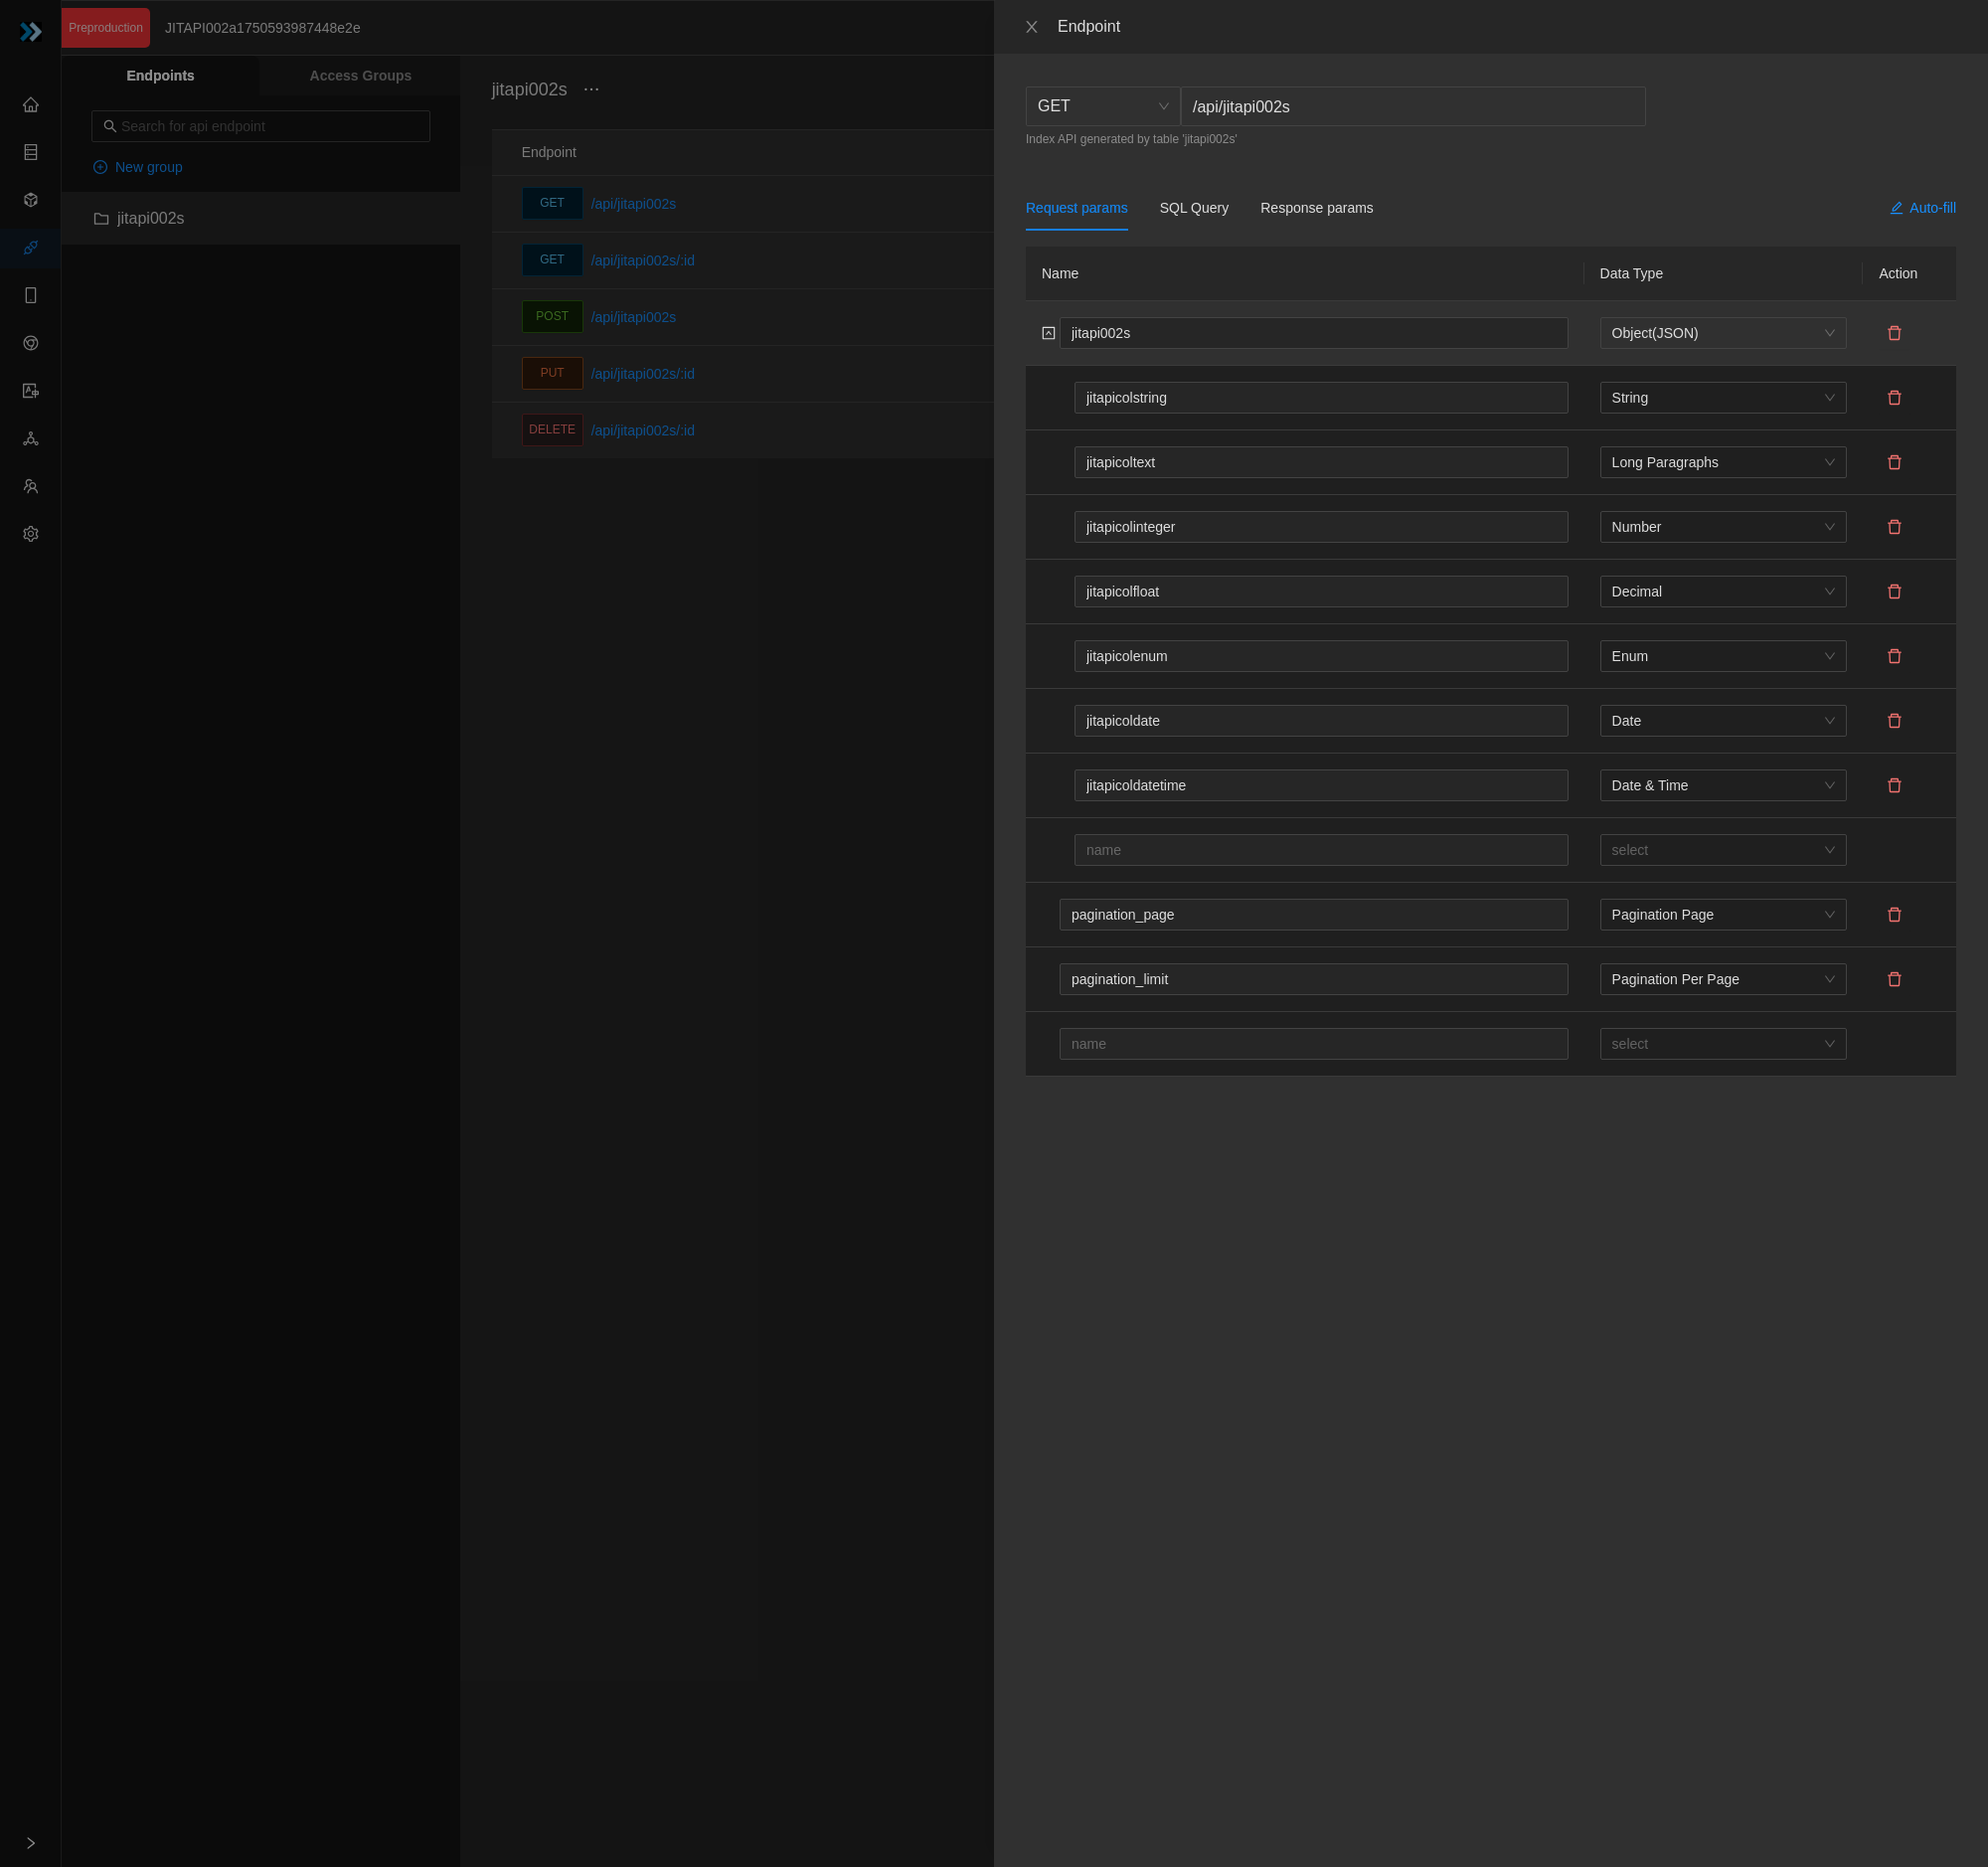 Preproduction JITAPI002a1750593987448e2e
Endpoints Access Groups
Search for api endpoint
New group
jitapi002s
jitapi002s ···
Endpoint
GET /api/jitapi002s
GET /api/jitapi002s/:id
POST /api/jitapi002s
PUT /api/jitapi002s/:id
DELETE /api/jitapi002s/:id
Endpoint
GET /api/jitapi002s
Index API generated by table 'jitapi002s'
Request params SQL Query Response params Auto-fill
Name Data Type Action
jitapi002s Object(JSON)
jitapicolstring String
jitapicoltext Long Paragraphs
jitapicolinteger Number
jitapicolfloat Decimal
jitapicolenum Enum
jitapicoldate Date
jitapicoldatetime Date & Time
name select
pagination_page Pagination Page
pagination_limit Pagination Per Page
name select